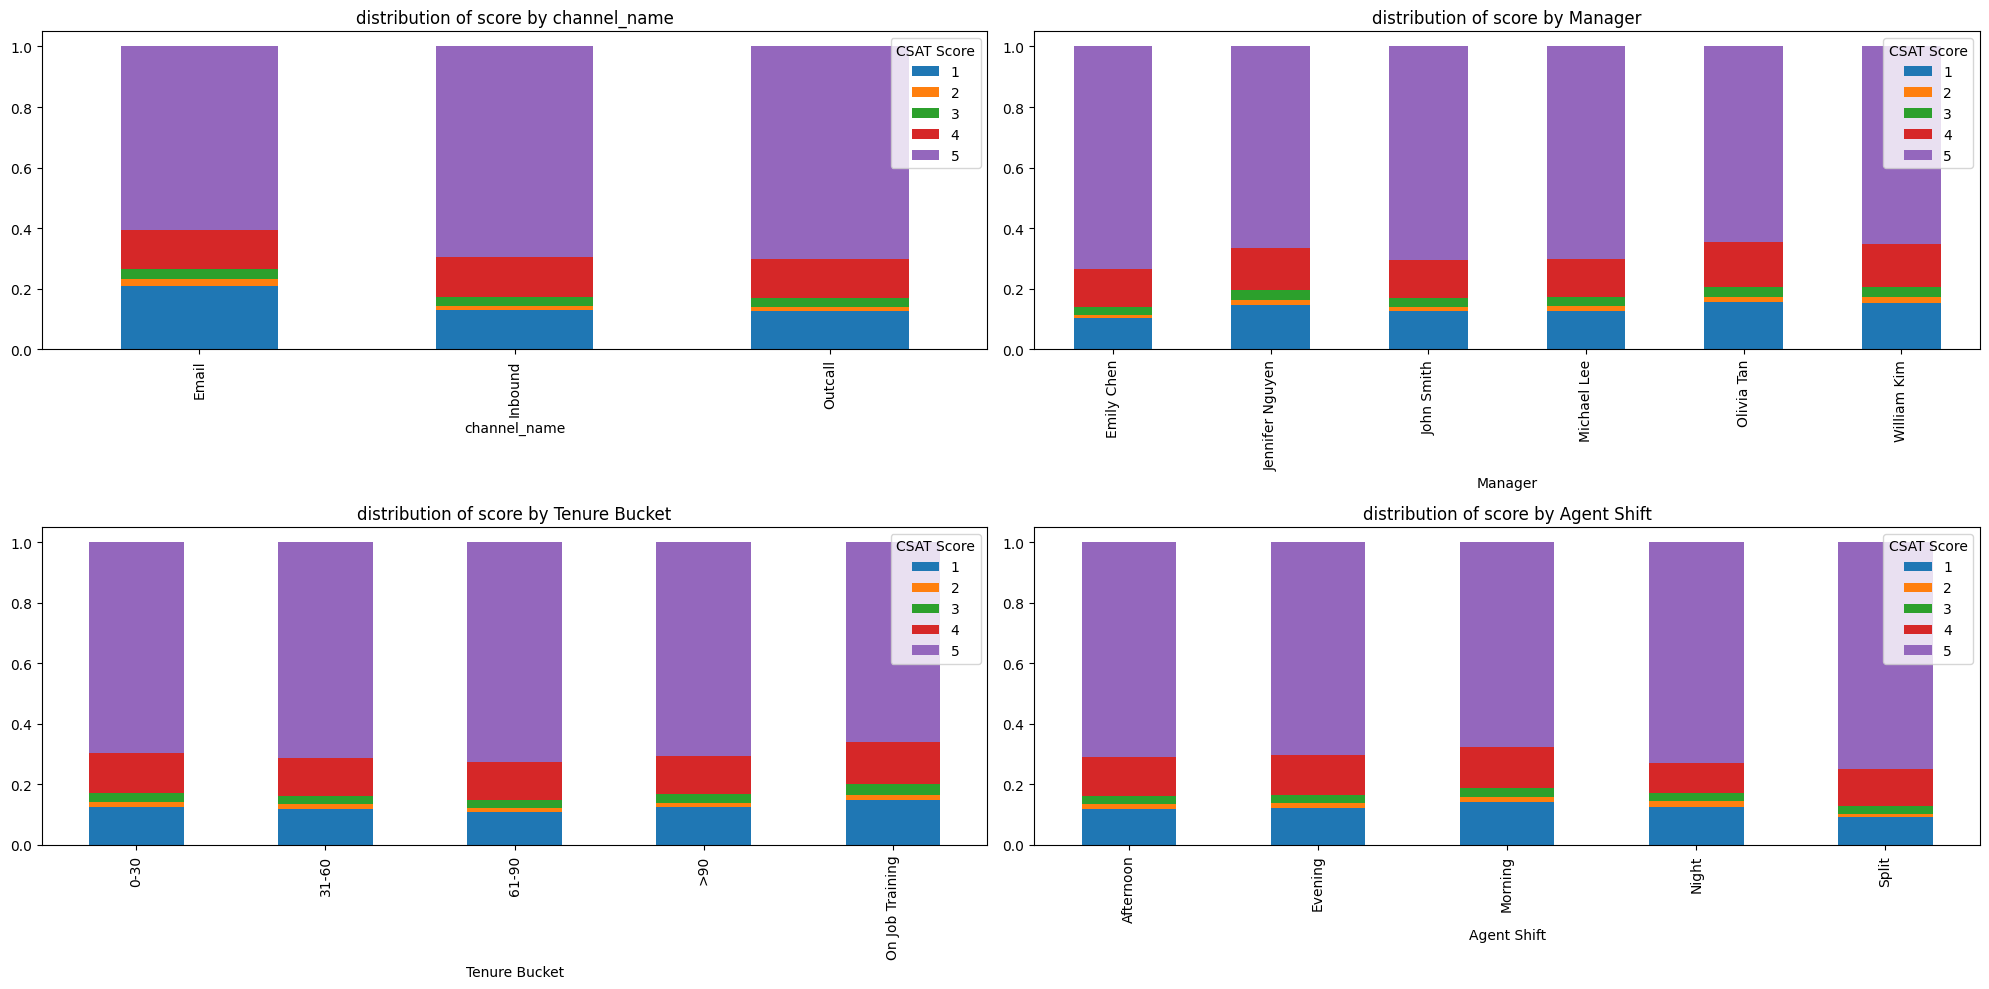 distribution of score by channel_name
1.0
0.8
0.6
0.4
0.2
0.0
CSAT Score
1
2
3
4
5
Email
Inbound
Outcall
channel_name
distribution of score by Manager
1.0
0.8
0.6
0.4
0.2
0.0
CSAT Score
1
2
3
4
5
Emily Chen
Jennifer Nguyen
John Smith
Michael Lee
Olivia Tan
William Kim
Manager
distribution of score by Tenure Bucket
1.0
0.8
0.6
0.4
0.2
0.0
CSAT Score
1
2
3
4
5
0-30
31-60
61-90
>90
On Job Training
Tenure Bucket
distribution of score by Agent Shift
1.0
0.8
0.6
0.4
0.2
0.0
CSAT Score
1
2
3
4
5
Afternoon
Evening
Morning
Night
Split
Agent Shift